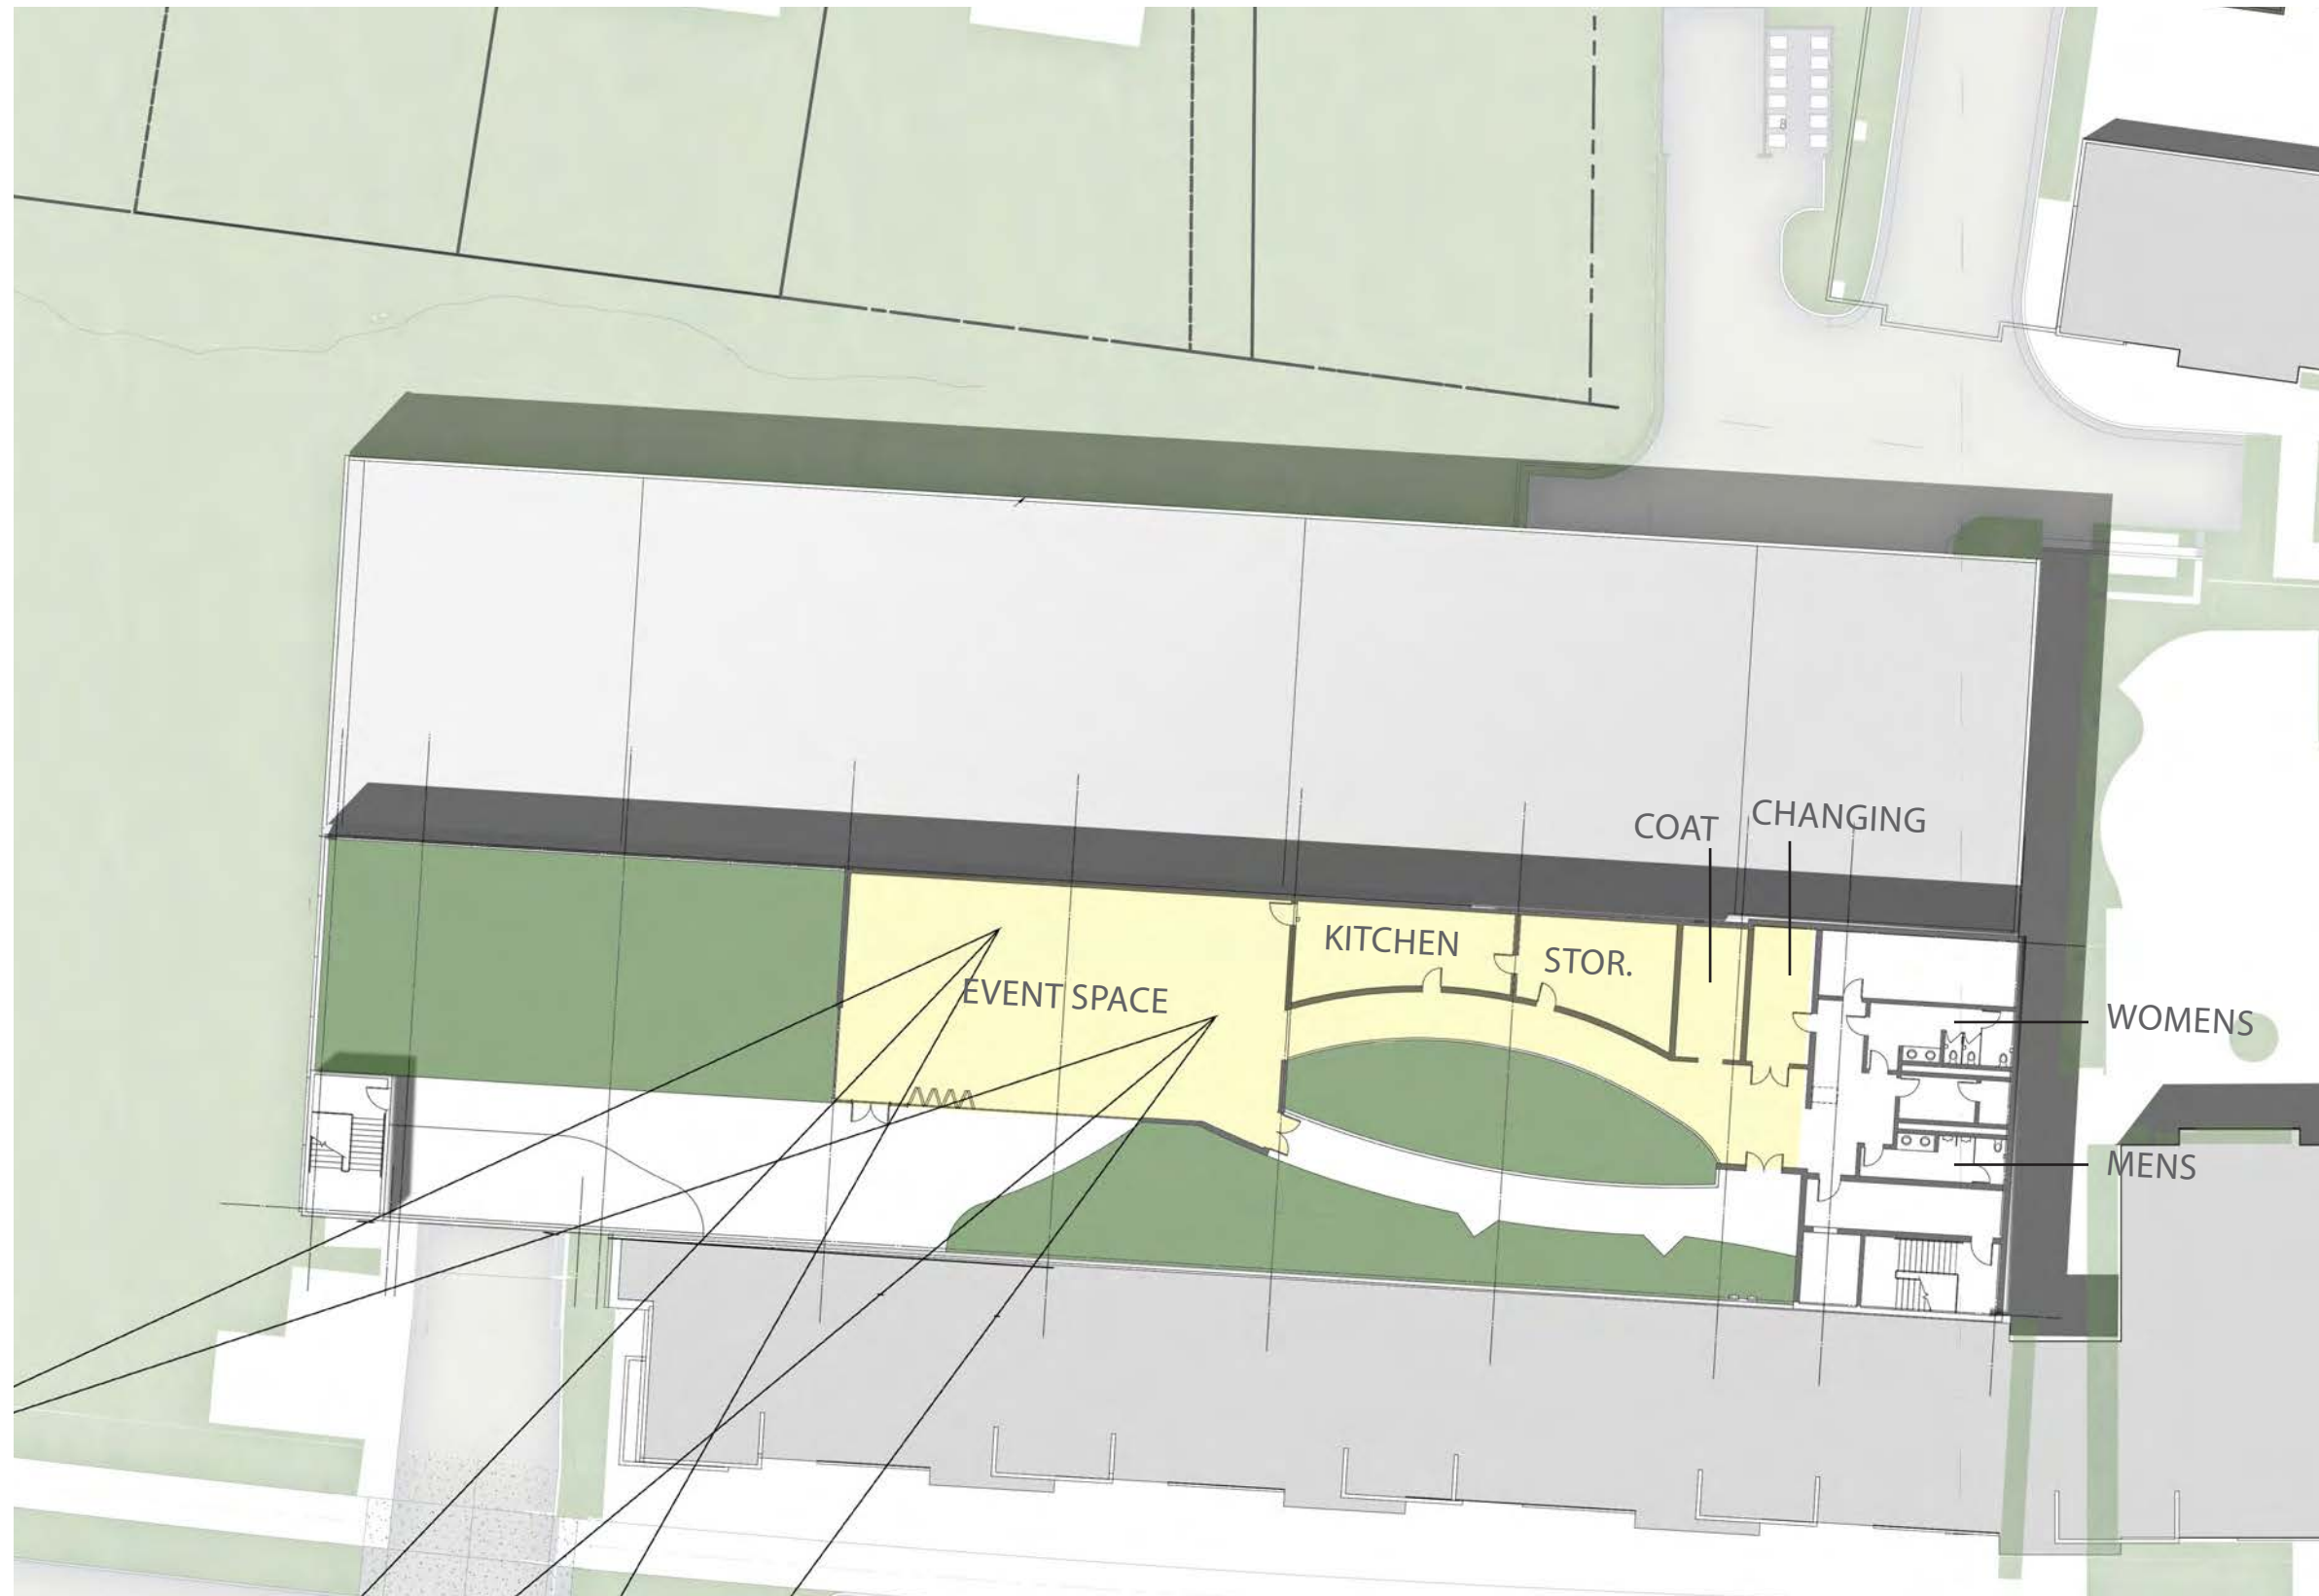 COAT
CHANGING
KITCHEN
STOR.
EVENT SPACE
WOMENS
MENS